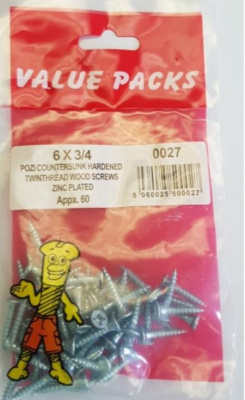 VALUE PACKS
6 X 3/4 0027
POZI COUNTERSUNK HARDENED
TWINTHREAD WOOD SCREWS
ZINC PLATED
Appx. 60
5 060025 500027